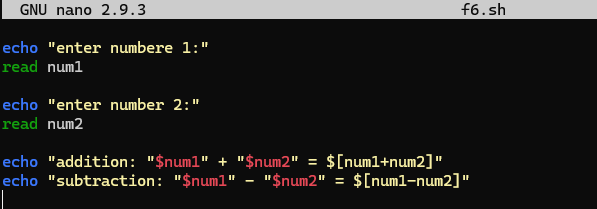 GNU nano 2.9.3 f6.sh
echo "enter numbere 1:"
read num1
echo "enter number 2:"
read num2
echo "addition: "$num1" + "$num2" = $[num1+num2]"
echo "subtraction: "$num1" - "$num2" = $[num1-num2]"